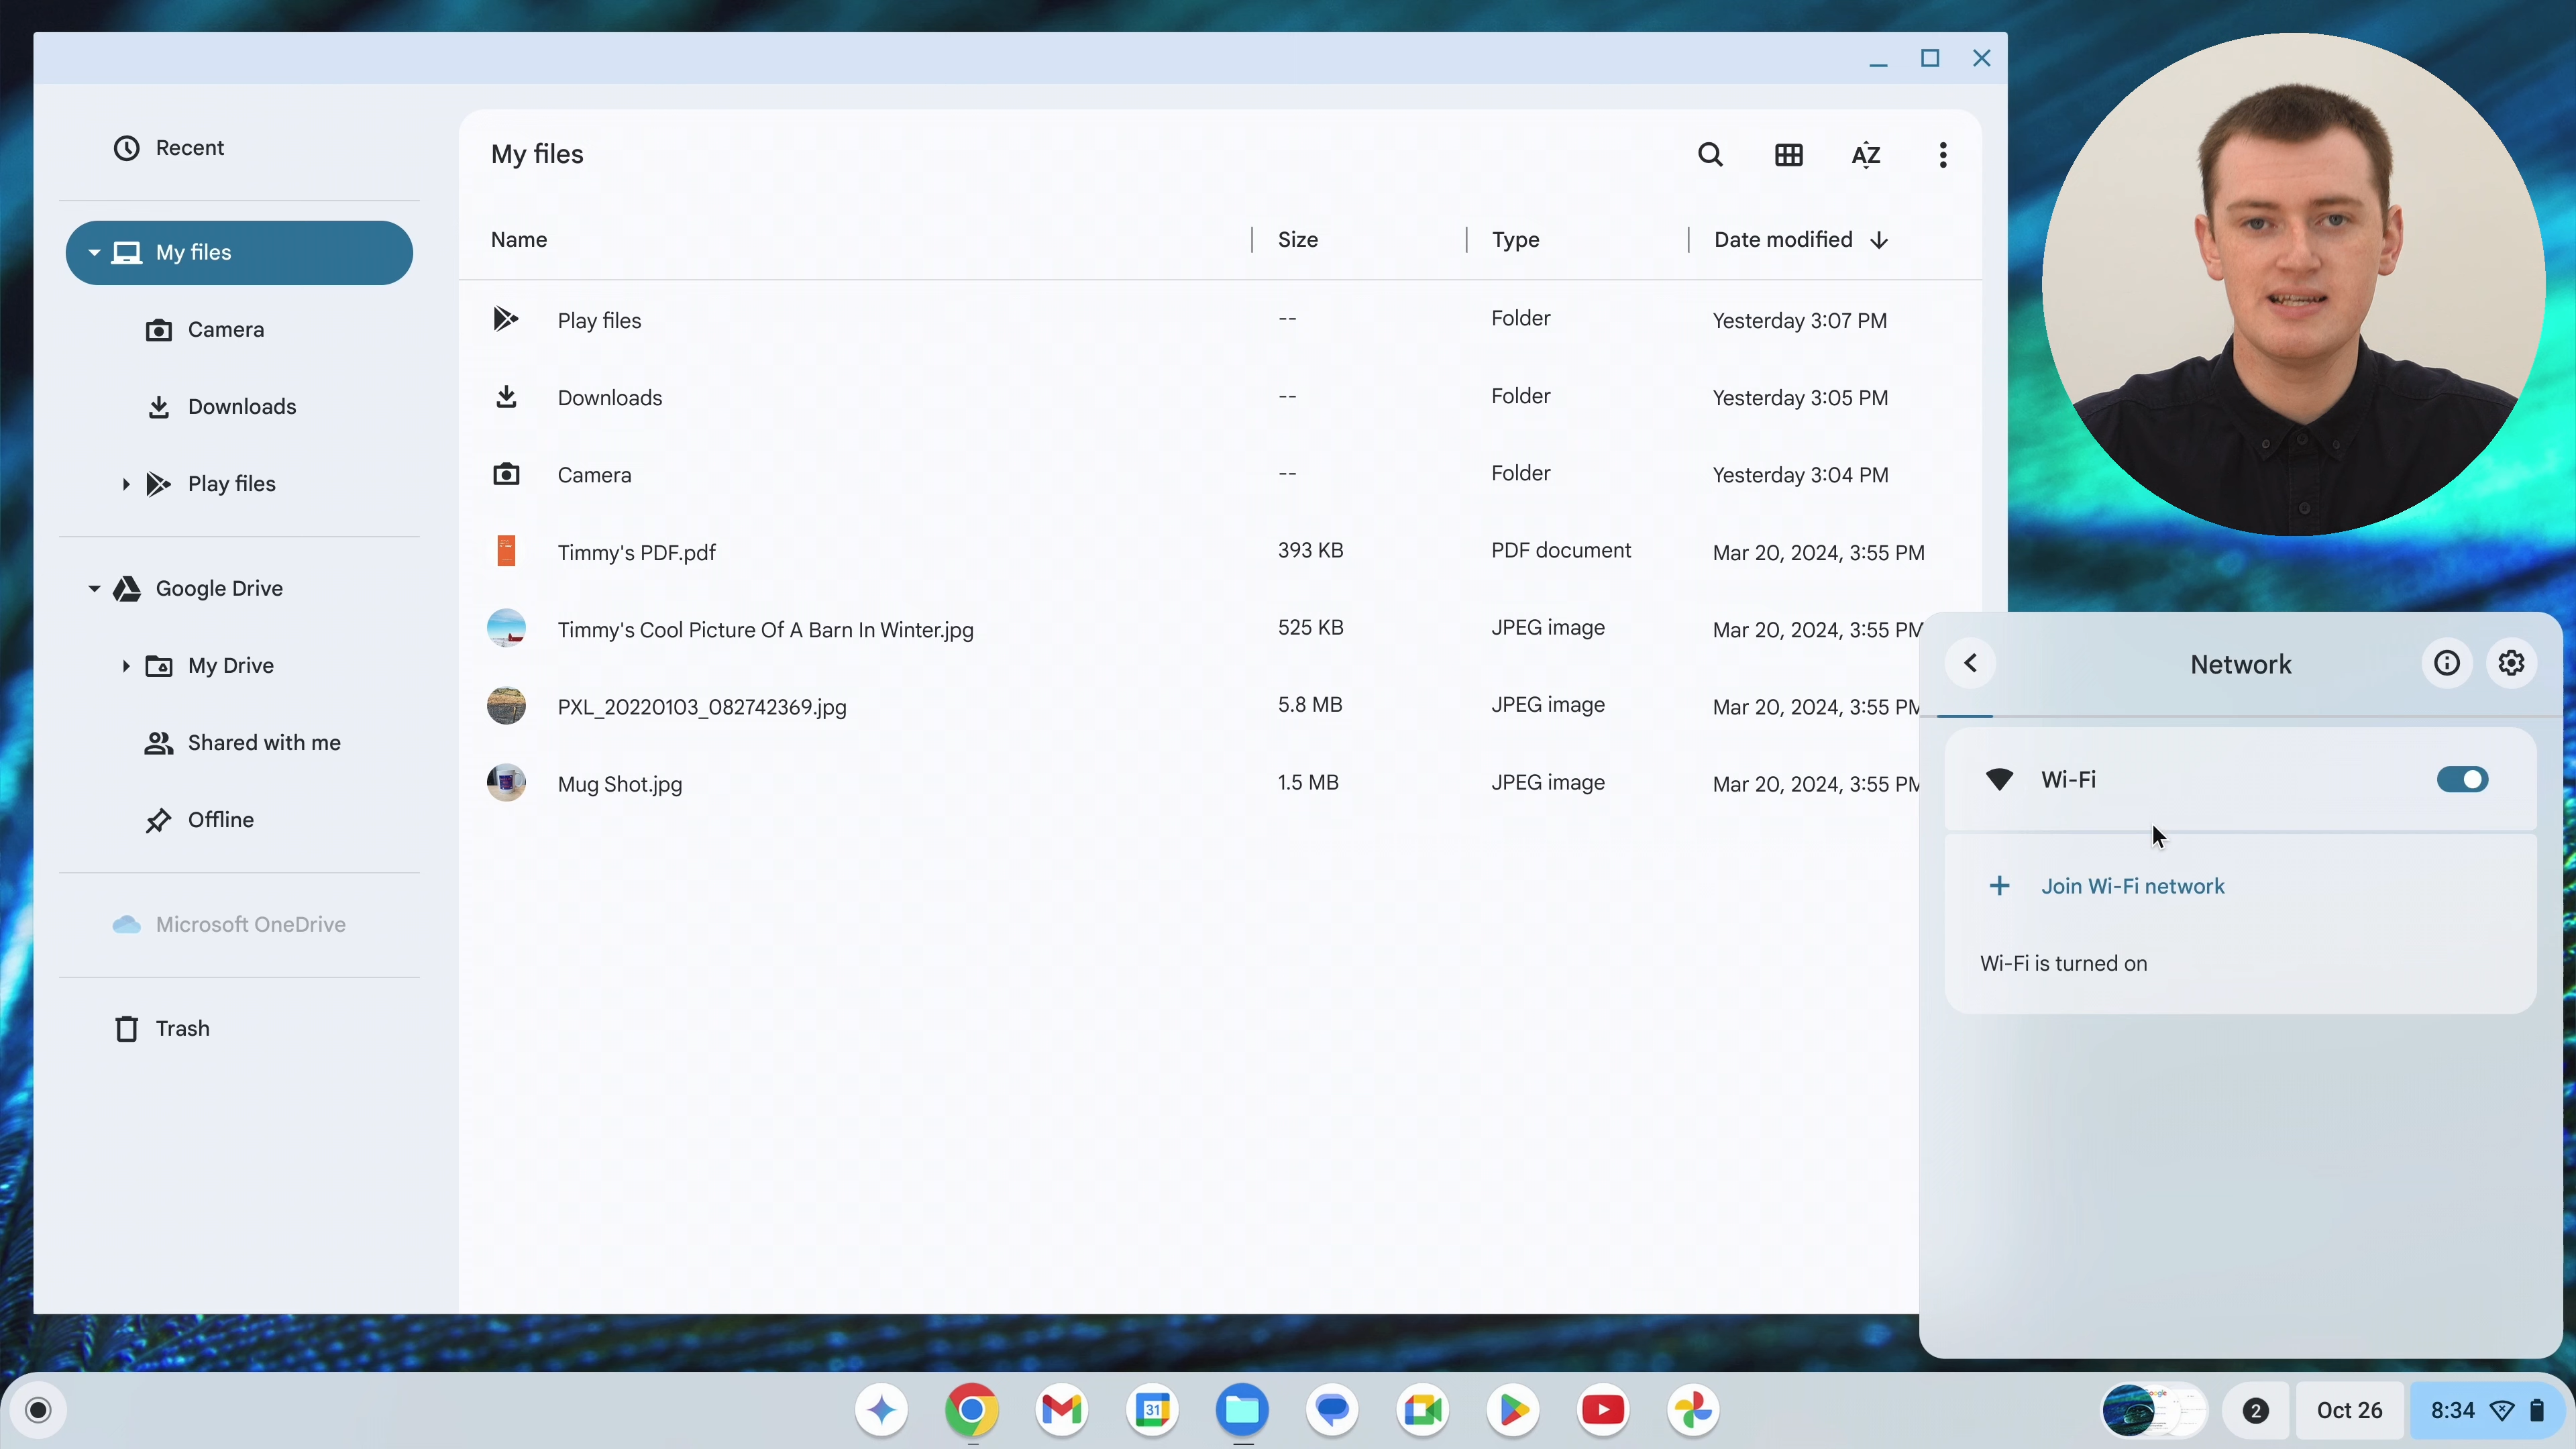 Recent
My files
Camera
Downloads
Play files
Google Drive
My Drive
Shared with me
Offline
Microsoft OneDrive
Trash
My files
AZ
Name Size Type Date modified
Play files -- Folder Yesterday 3:07 PM
Downloads -- Folder Yesterday 3:05 PM
Camera -- Folder Yesterday 3:04 PM
Timmy's PDF.pdf 393 KB PDF document Mar 20, 2024, 3:55 PM
Timmy's Cool Picture Of A Barn In Winter.jpg 525 KB JPEG image Mar 20, 2024, 3:55 PM
PXL_20220103_082742369.jpg 5.8 MB JPEG image Mar 20, 2024, 3:55 PM
Mug Shot.jpg 1.5 MB JPEG image Mar 20, 2024, 3:55 PM
Network
Wi-Fi
Join Wi-Fi network
Wi-Fi is turned on
31
2
Oct 26
8:34